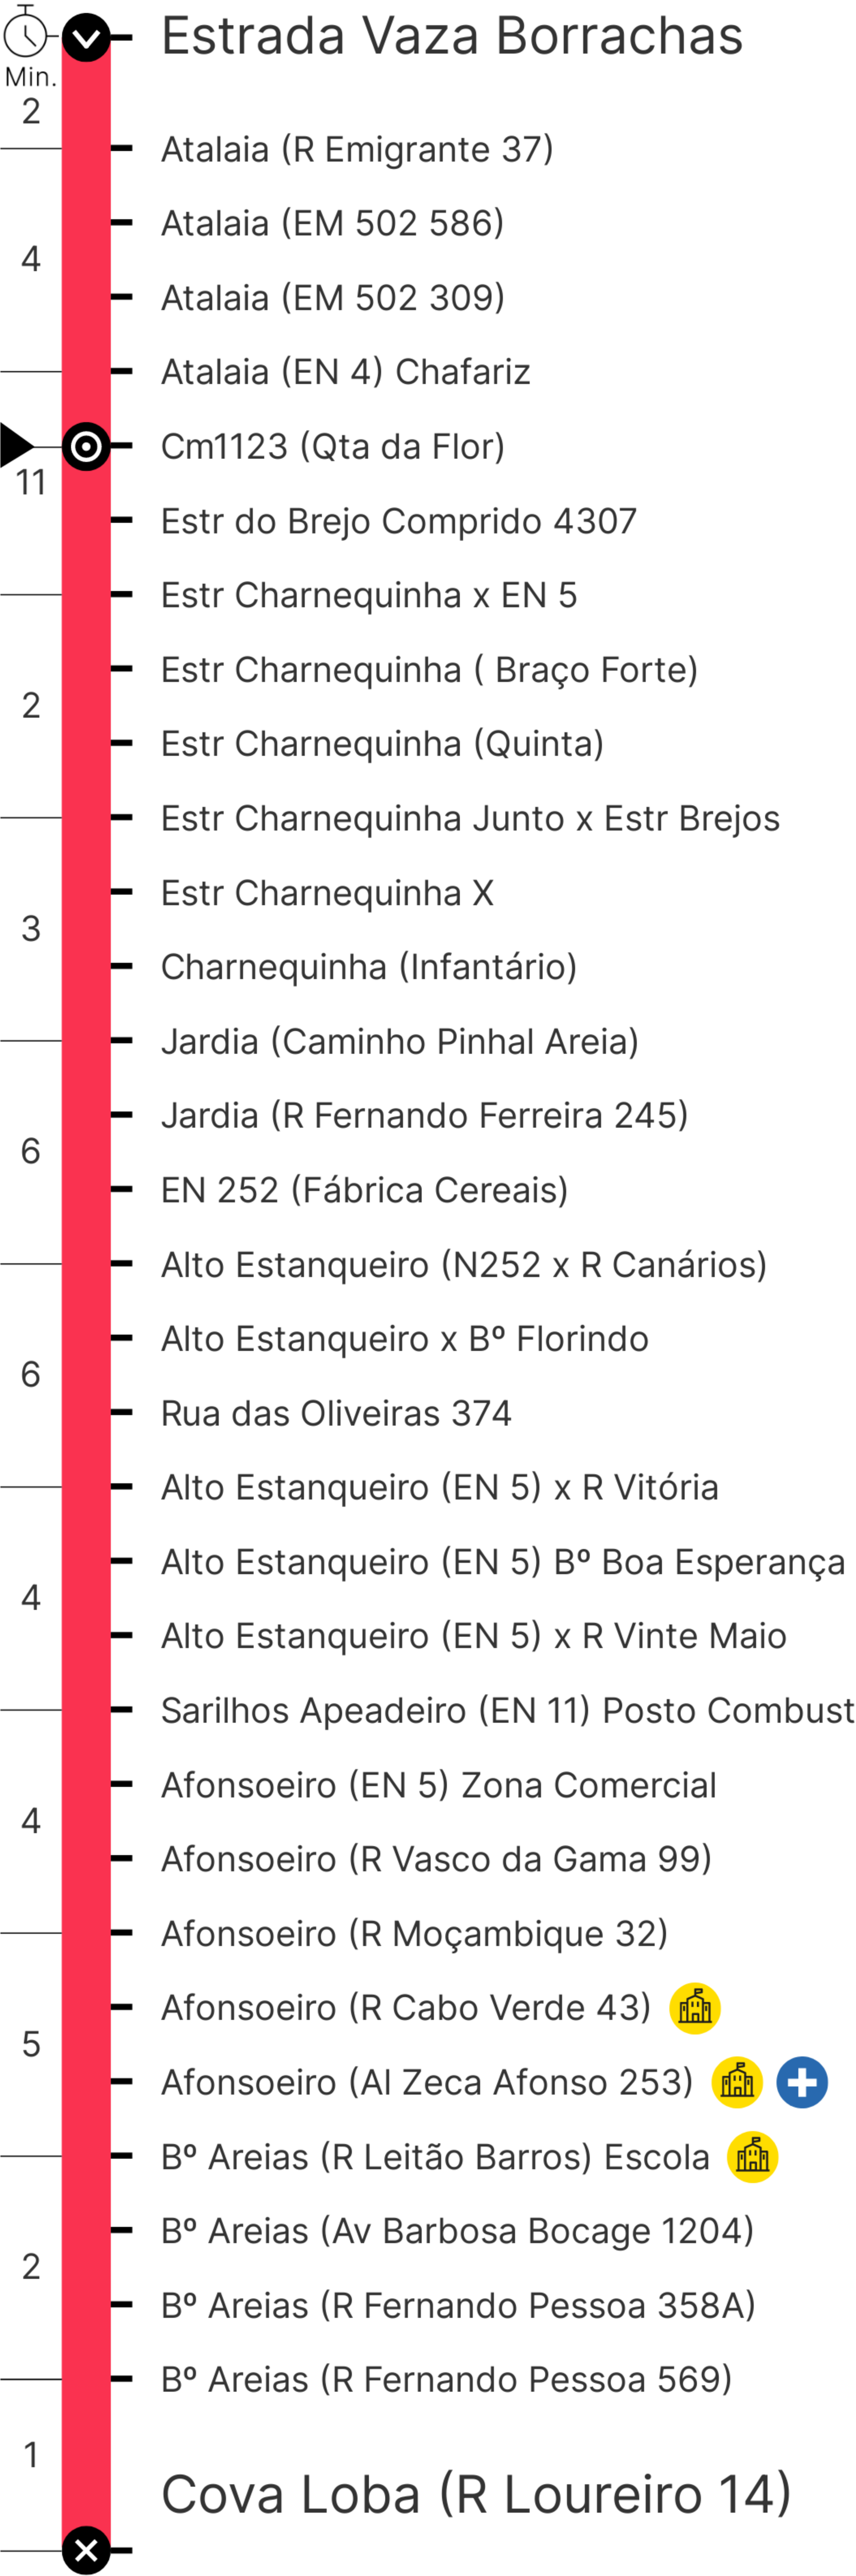 Estrada Vaza Borrachas
Min.
2
Atalaia (R Emigrante 37)
Atalaia (EM 502 586)
4
Atalaia (EM 502 309)
Atalaia (EN 4) Chafariz
Cm1123 (Qta da Flor)
11
Estr do Brejo Comprido 4307
Estr Charnequinha x EN 5
Estr Charnequinha ( Braço Forte)
2
Estr Charnequinha (Quinta)
Estr Charnequinha Junto x Estr Brejos
Estr Charnequinha X
3
Charnequinha (Infantário)
Jardia (Caminho Pinhal Areia)
Jardia (R Fernando Ferreira 245)
6
EN 252 (Fábrica Cereais)
Alto Estanqueiro (N252 x R Canários)
Alto Estanqueiro x Bº Florindo
6
Rua das Oliveiras 374
Alto Estanqueiro (EN 5) x R Vitória
Alto Estanqueiro (EN 5) Bº Boa Esperança
4
Alto Estanqueiro (EN 5) x R Vinte Maio
Sarilhos Apeadeiro (EN 11) Posto Combust
Afonsoeiro (EN 5) Zona Comercial
4
Afonsoeiro (R Vasco da Gama 99)
Afonsoeiro (R Moçambique 32)
Afonsoeiro (R Cabo Verde 43)
5
Afonsoeiro (Al Zeca Afonso 253)
Bº Areias (R Leitão Barros) Escola
Bº Areias (Av Barbosa Bocage 1204)
2
Bº Areias (R Fernando Pessoa 358A)
Bº Areias (R Fernando Pessoa 569)
1
Cova Loba (R Loureiro 14)